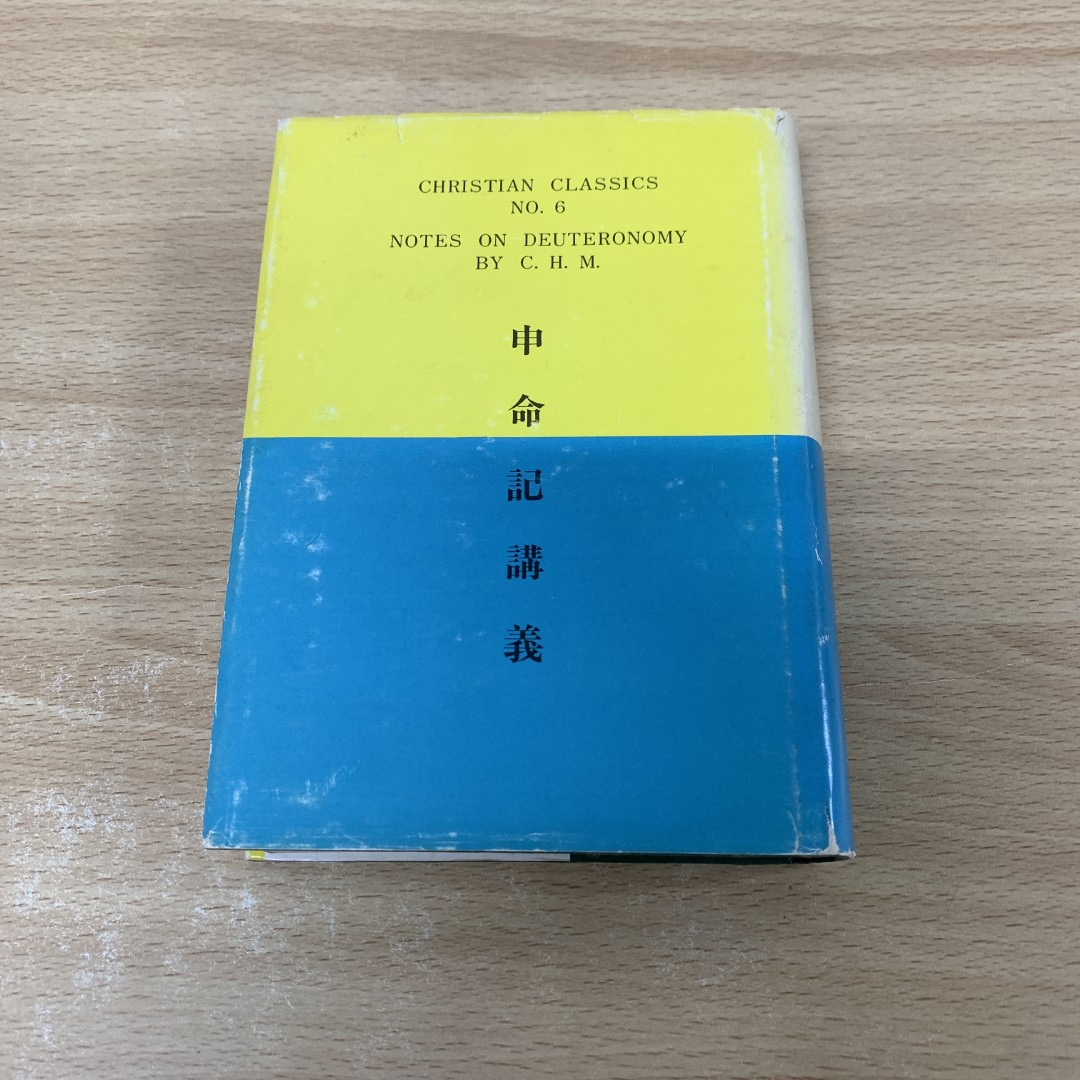 CHRISTIAN CLASSICS
NO. 6
NOTES ON DEUTERONOMY
BY C. H. M.
申命記講義